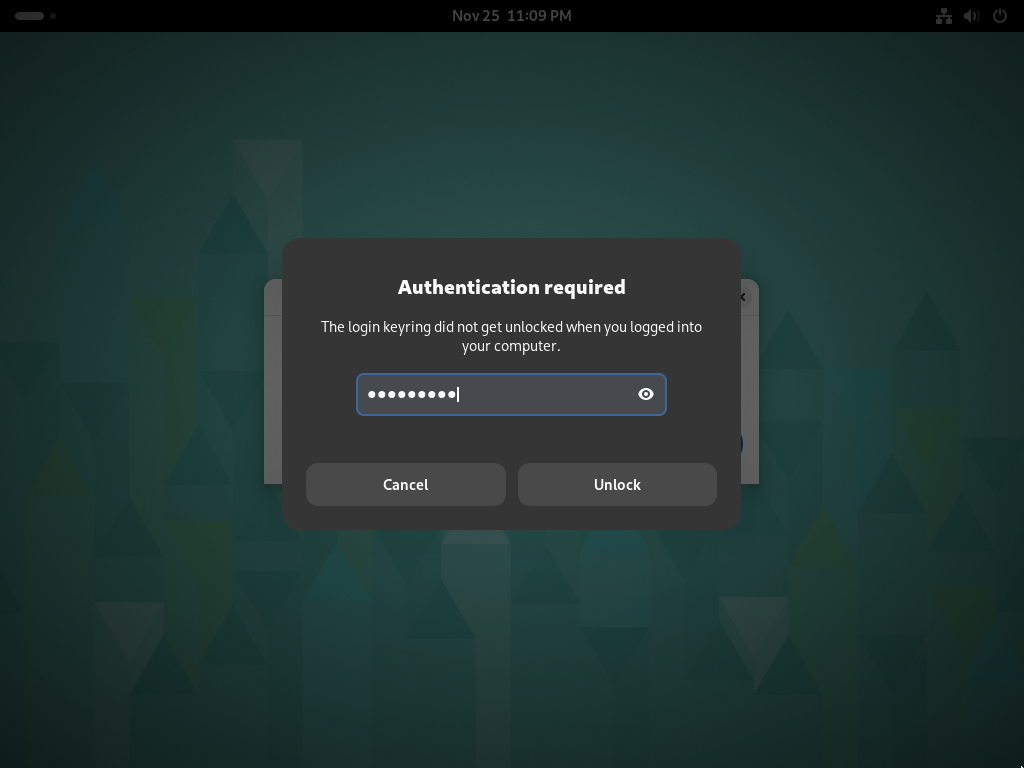 Nov 25 11:09 PM
Authentication required
The login keyring did not get unlocked when you logged into
your computer.
Cancel
Unlock